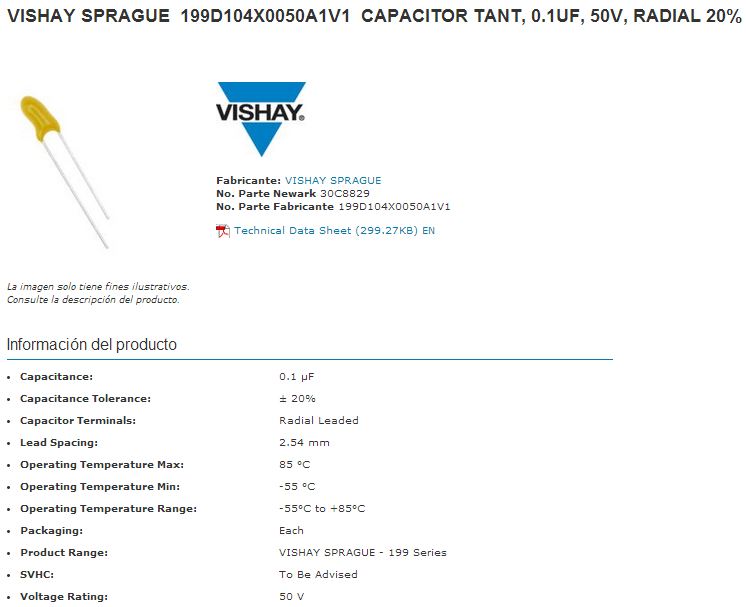 VISHAY SPRAGUE 199D104X0050A1V1 CAPACITOR TANT, 0.1UF, 50V, RADIAL 20%
VISHAY®
Fabricante: VISHAY SPRAGUE
No. Parte Newark 30C8829
No. Parte Fabricante 199D104X0050A1V1
Technical Data Sheet (299.27KB) EN
La imagen solo tiene fines ilustrativos.
Consulte la descripción del producto.
Información del producto
• Capacitance: 0.1 µF
• Capacitance Tolerance: ± 20%
• Capacitor Terminals: Radial Leaded
• Lead Spacing: 2.54 mm
• Operating Temperature Max: 85 °C
• Operating Temperature Min: -55 °C
• Operating Temperature Range: -55°C to +85°C
• Packaging: Each
• Product Range: VISHAY SPRAGUE - 199 Series
• SVHC: To Be Advised
• Voltage Rating: 50 V